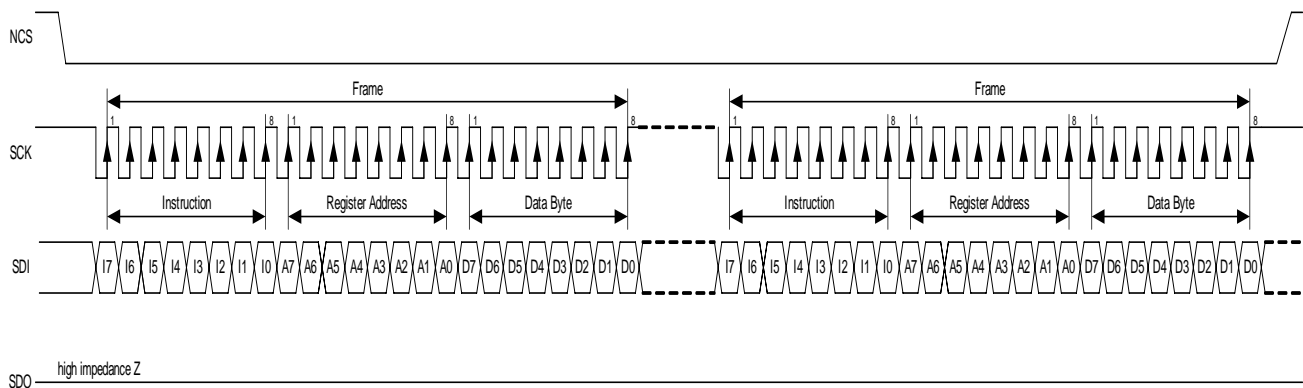 NCS
Frame Frame
1 8 1 8 1 8 1 8 1 8 1 8
SCK
Instruction Register Address Data Byte Instruction Register Address Data Byte
SDI I7 I6 I5 I4 I3 I2 I1 I0 A7 A6 A5 A4 A3 A2 A1 A0 D7 D6 D5 D4 D3 D2 D1 D0 I7 I6 I5 I4 I3 I2 I1 I0 A7 A6 A5 A4 A3 A2 A1 A0 D7 D6 D5 D4 D3 D2 D1 D0
high impedance Z
SDO